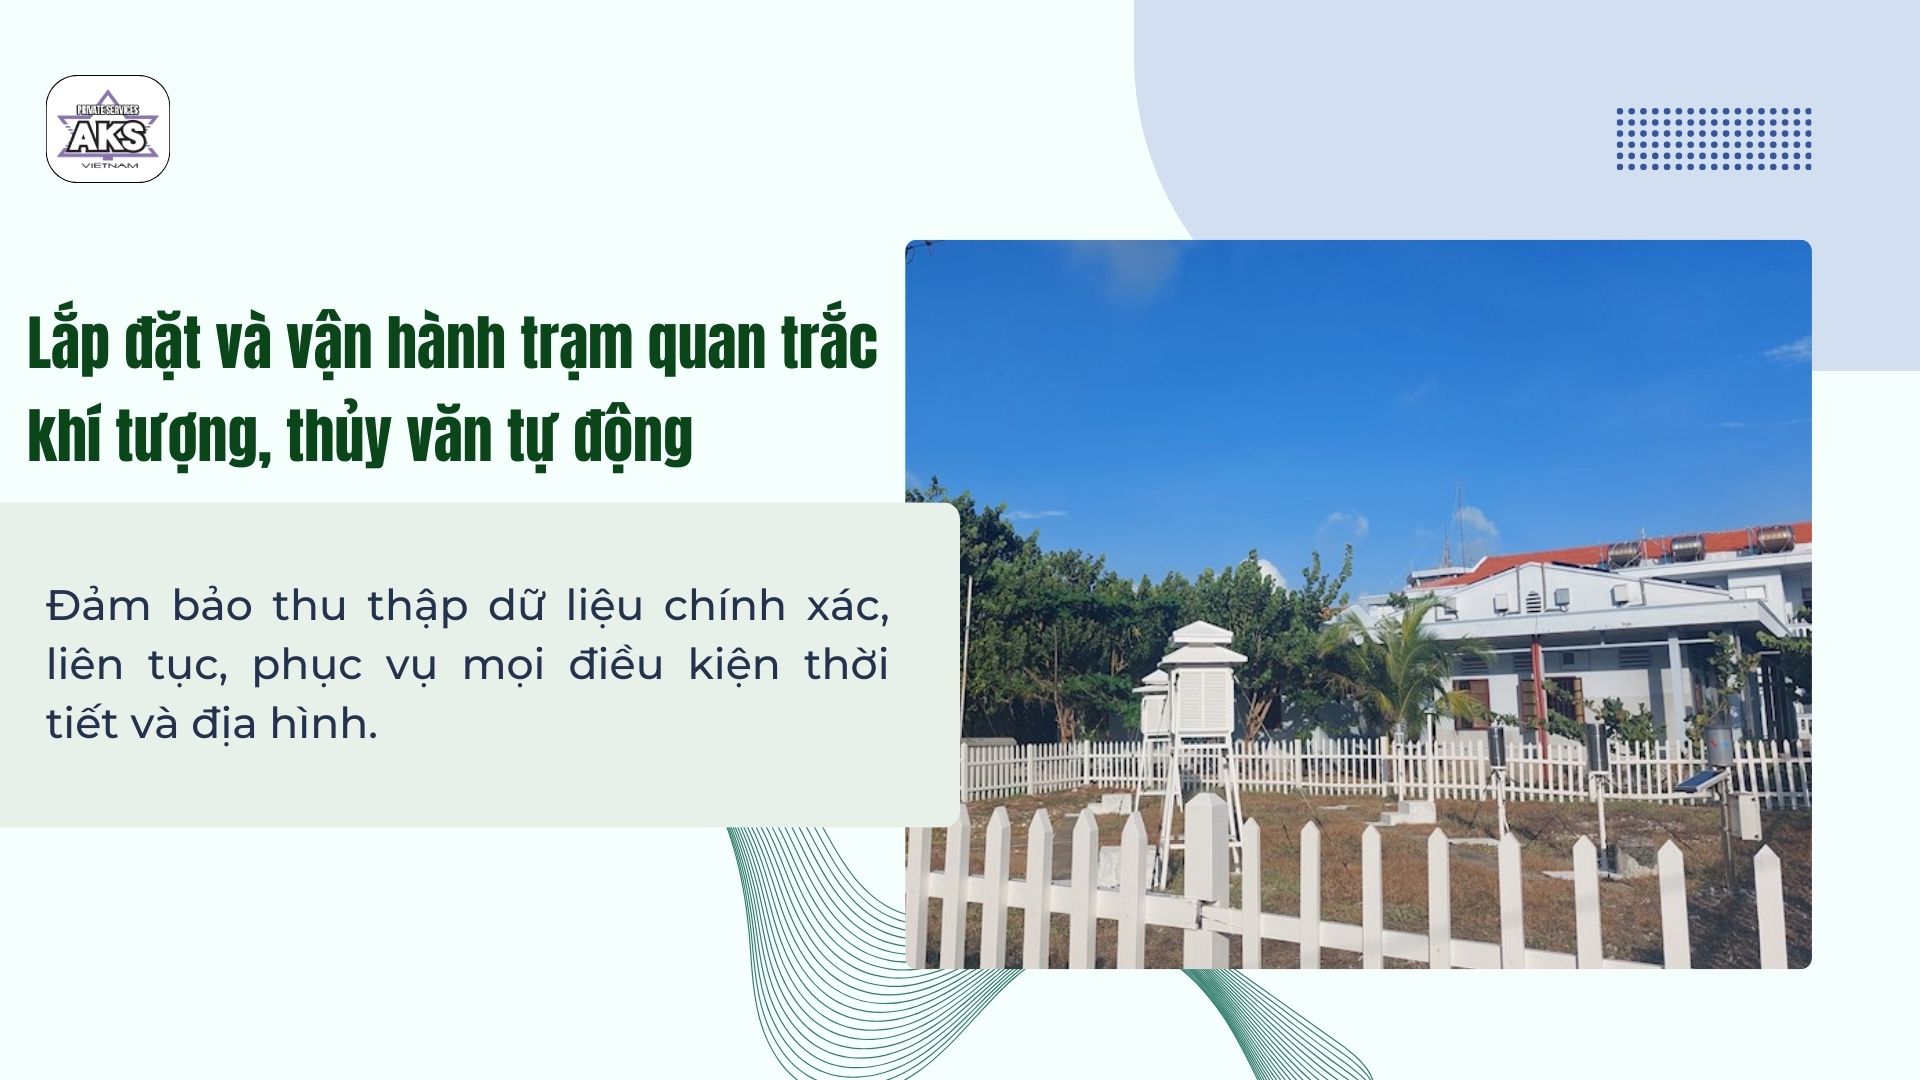 PRIVATE SERVICES
AKS
VIETNAM
Lắp đặt và vận hành trạm quan trắc
khí tượng, thủy văn tự động
Đảm bảo thu thập dữ liệu chính xác,
liên tục, phục vụ mọi điều kiện thời
tiết và địa hình.